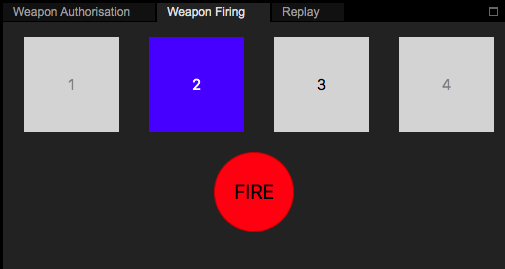 Weapon Authorisation Weapon Firing Replay
1 2 3 4
FIRE